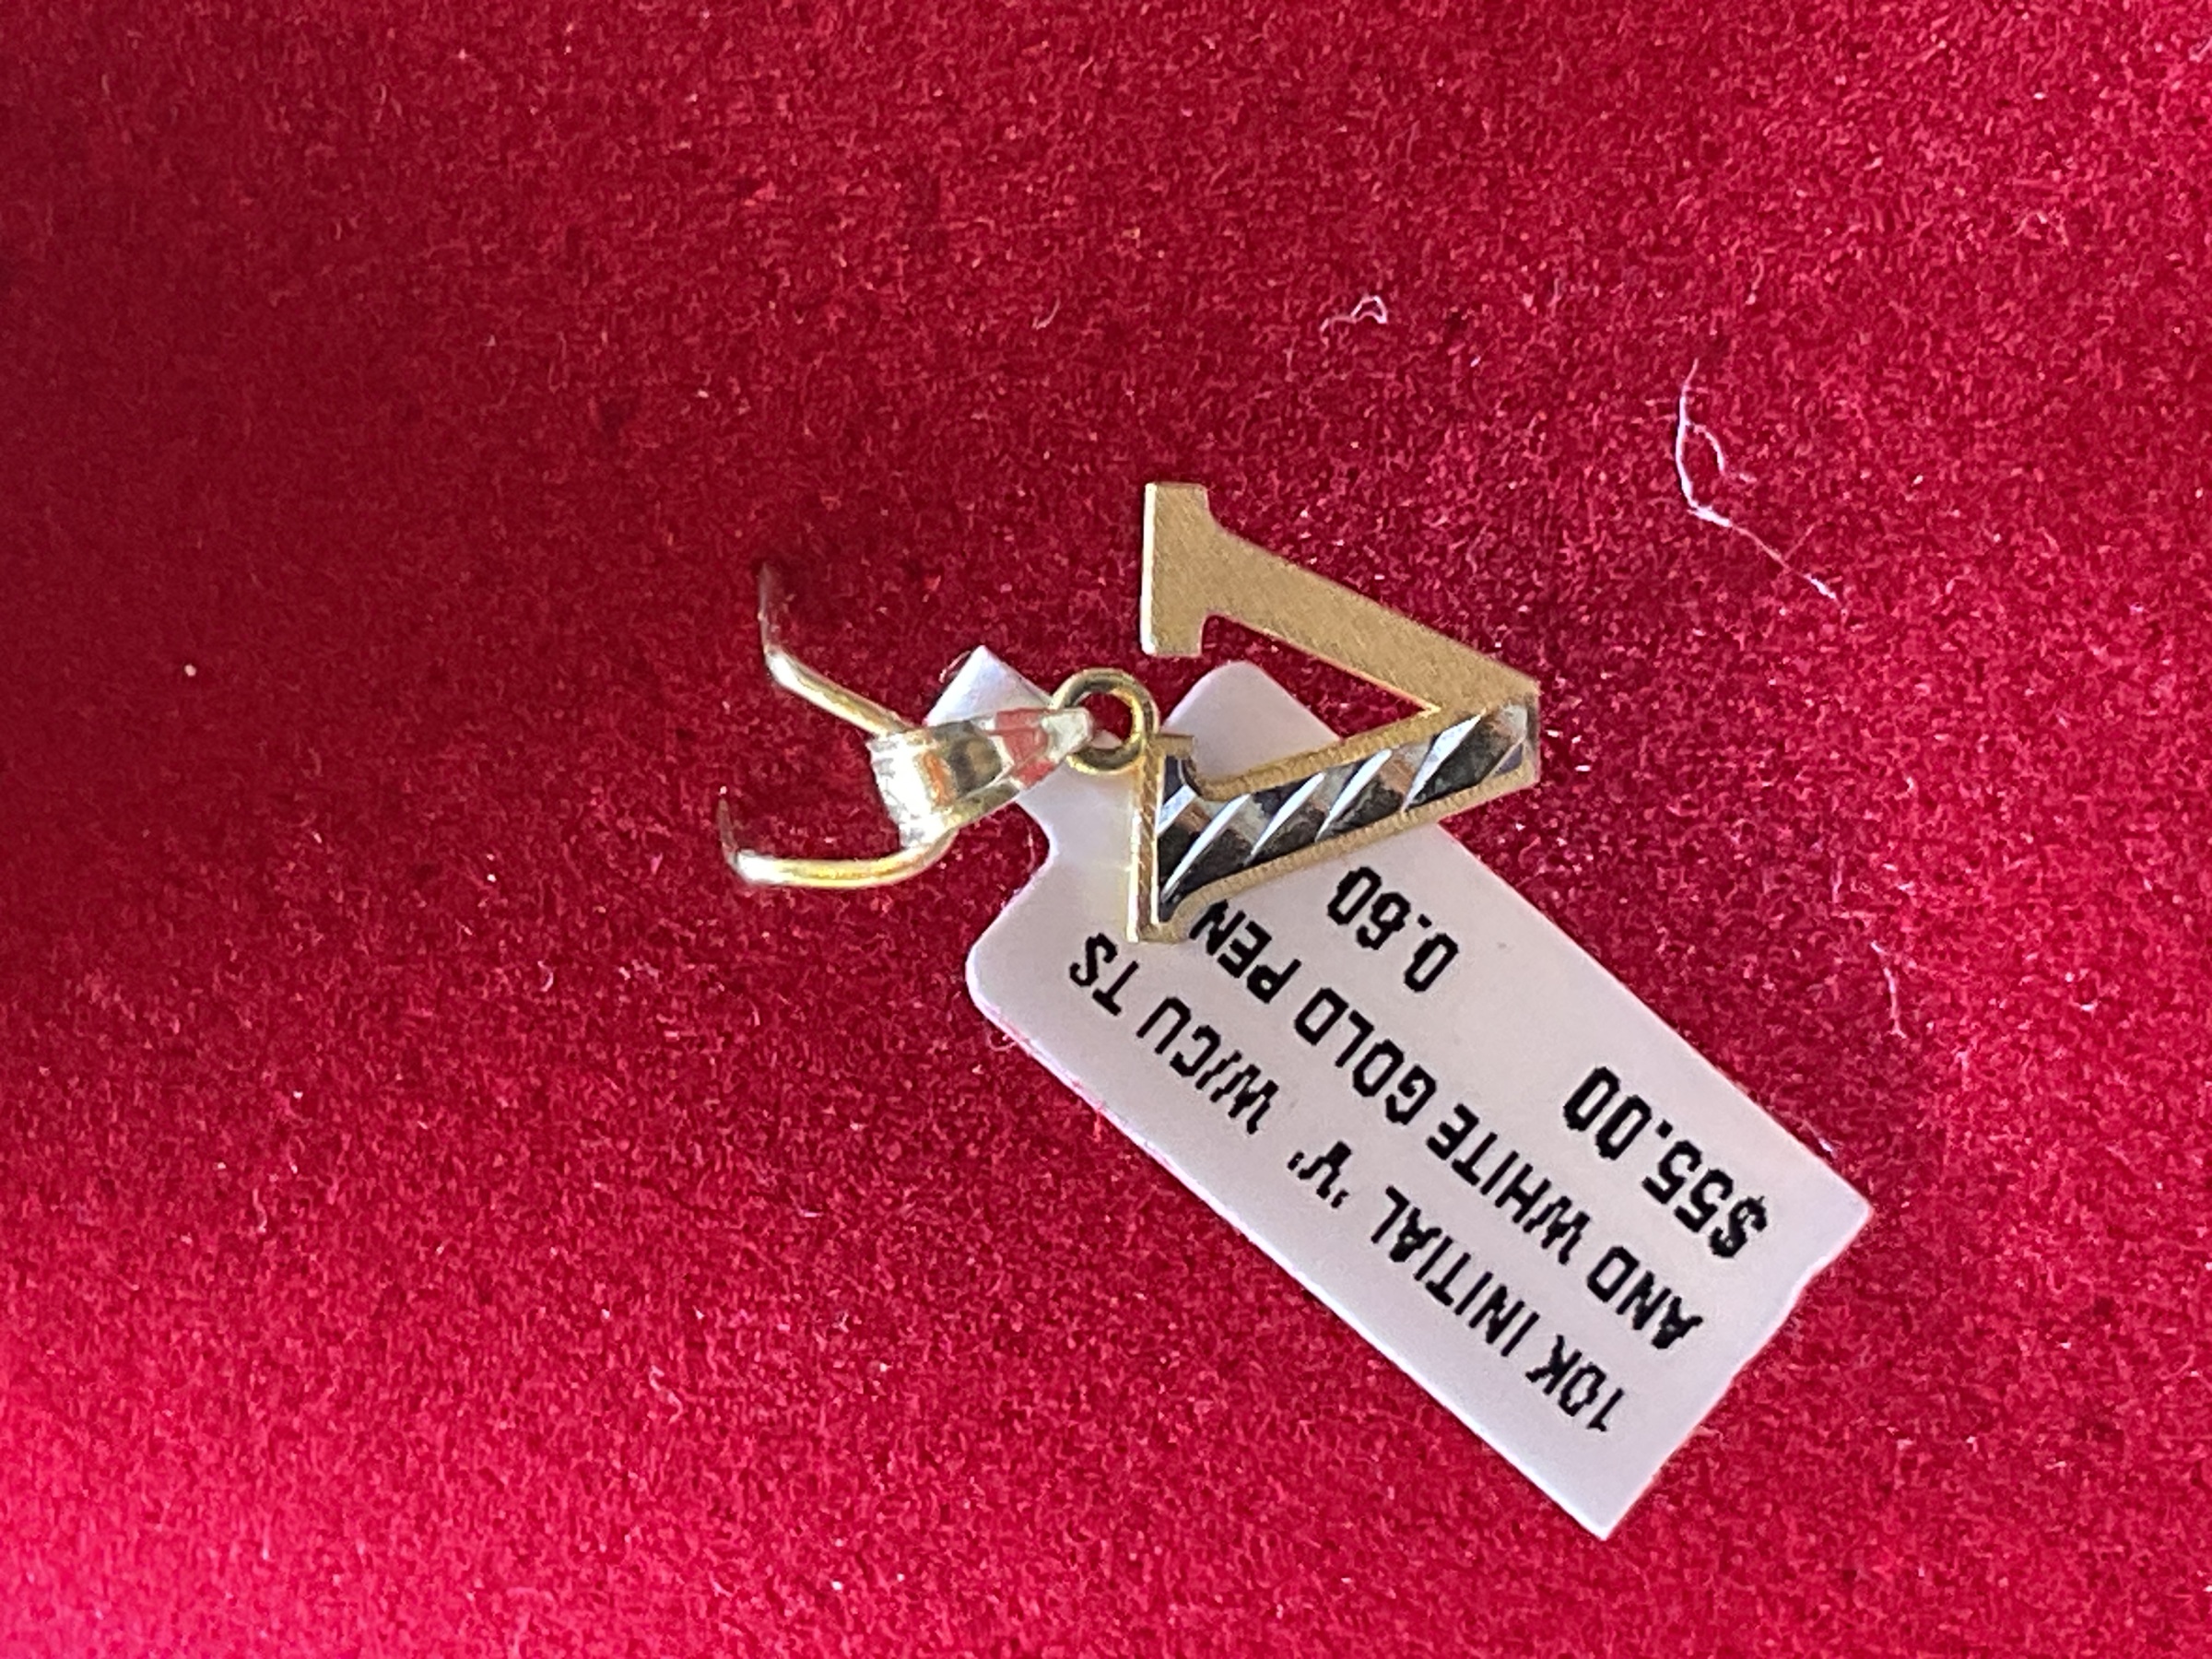 10K INITIAL 'V' W/CU TS
AND WHITE GOLD PEN
$55.00 0.60